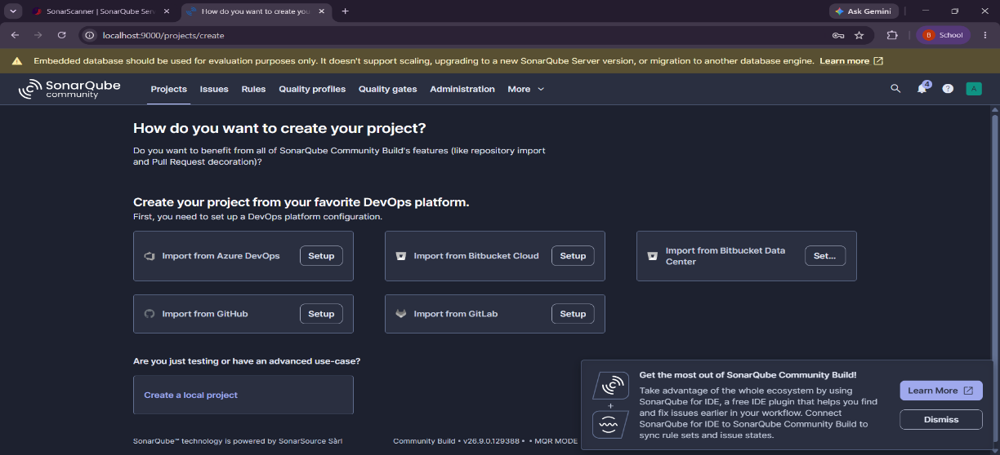 SonarScanner | SonarQube Serv
How do you want to create you
Ask Gemini
localhost:9000/projects/create
B School
Embedded database should be used for evaluation purposes only. It doesn't support scaling, upgrading to a new SonarQube Server version, or migration to another database engine. Learn more
SonarQube
community
Projects Issues Rules Quality profiles Quality gates Administration More
4
?
A
How do you want to create your project?
Do you want to benefit from all of SonarQube Community Build's features (like repository import
and Pull Request decoration)?
Create your project from your favorite DevOps platform.
First, you need to set up a DevOps platform configuration.
Import from Azure DevOps Setup
Import from Bitbucket Cloud Setup
Import from Bitbucket Data
Center
Set...
Import from GitHub Setup
Import from GitLab Setup
Are you just testing or have an advanced use-case?
Create a local project
Get the most out of SonarQube Community Build!
Take advantage of the whole ecosystem by using
SonarQube for IDE, a free IDE plugin that helps you find
and fix issues earlier in your workflow. Connect
SonarQube for IDE to SonarQube Community Build to
sync rule sets and issue states.
+
Learn More
Dismiss
SonarQube™ technology is powered by SonarSource Sàrl
Community Build • v26.9.0.129388 • • MQR MODE